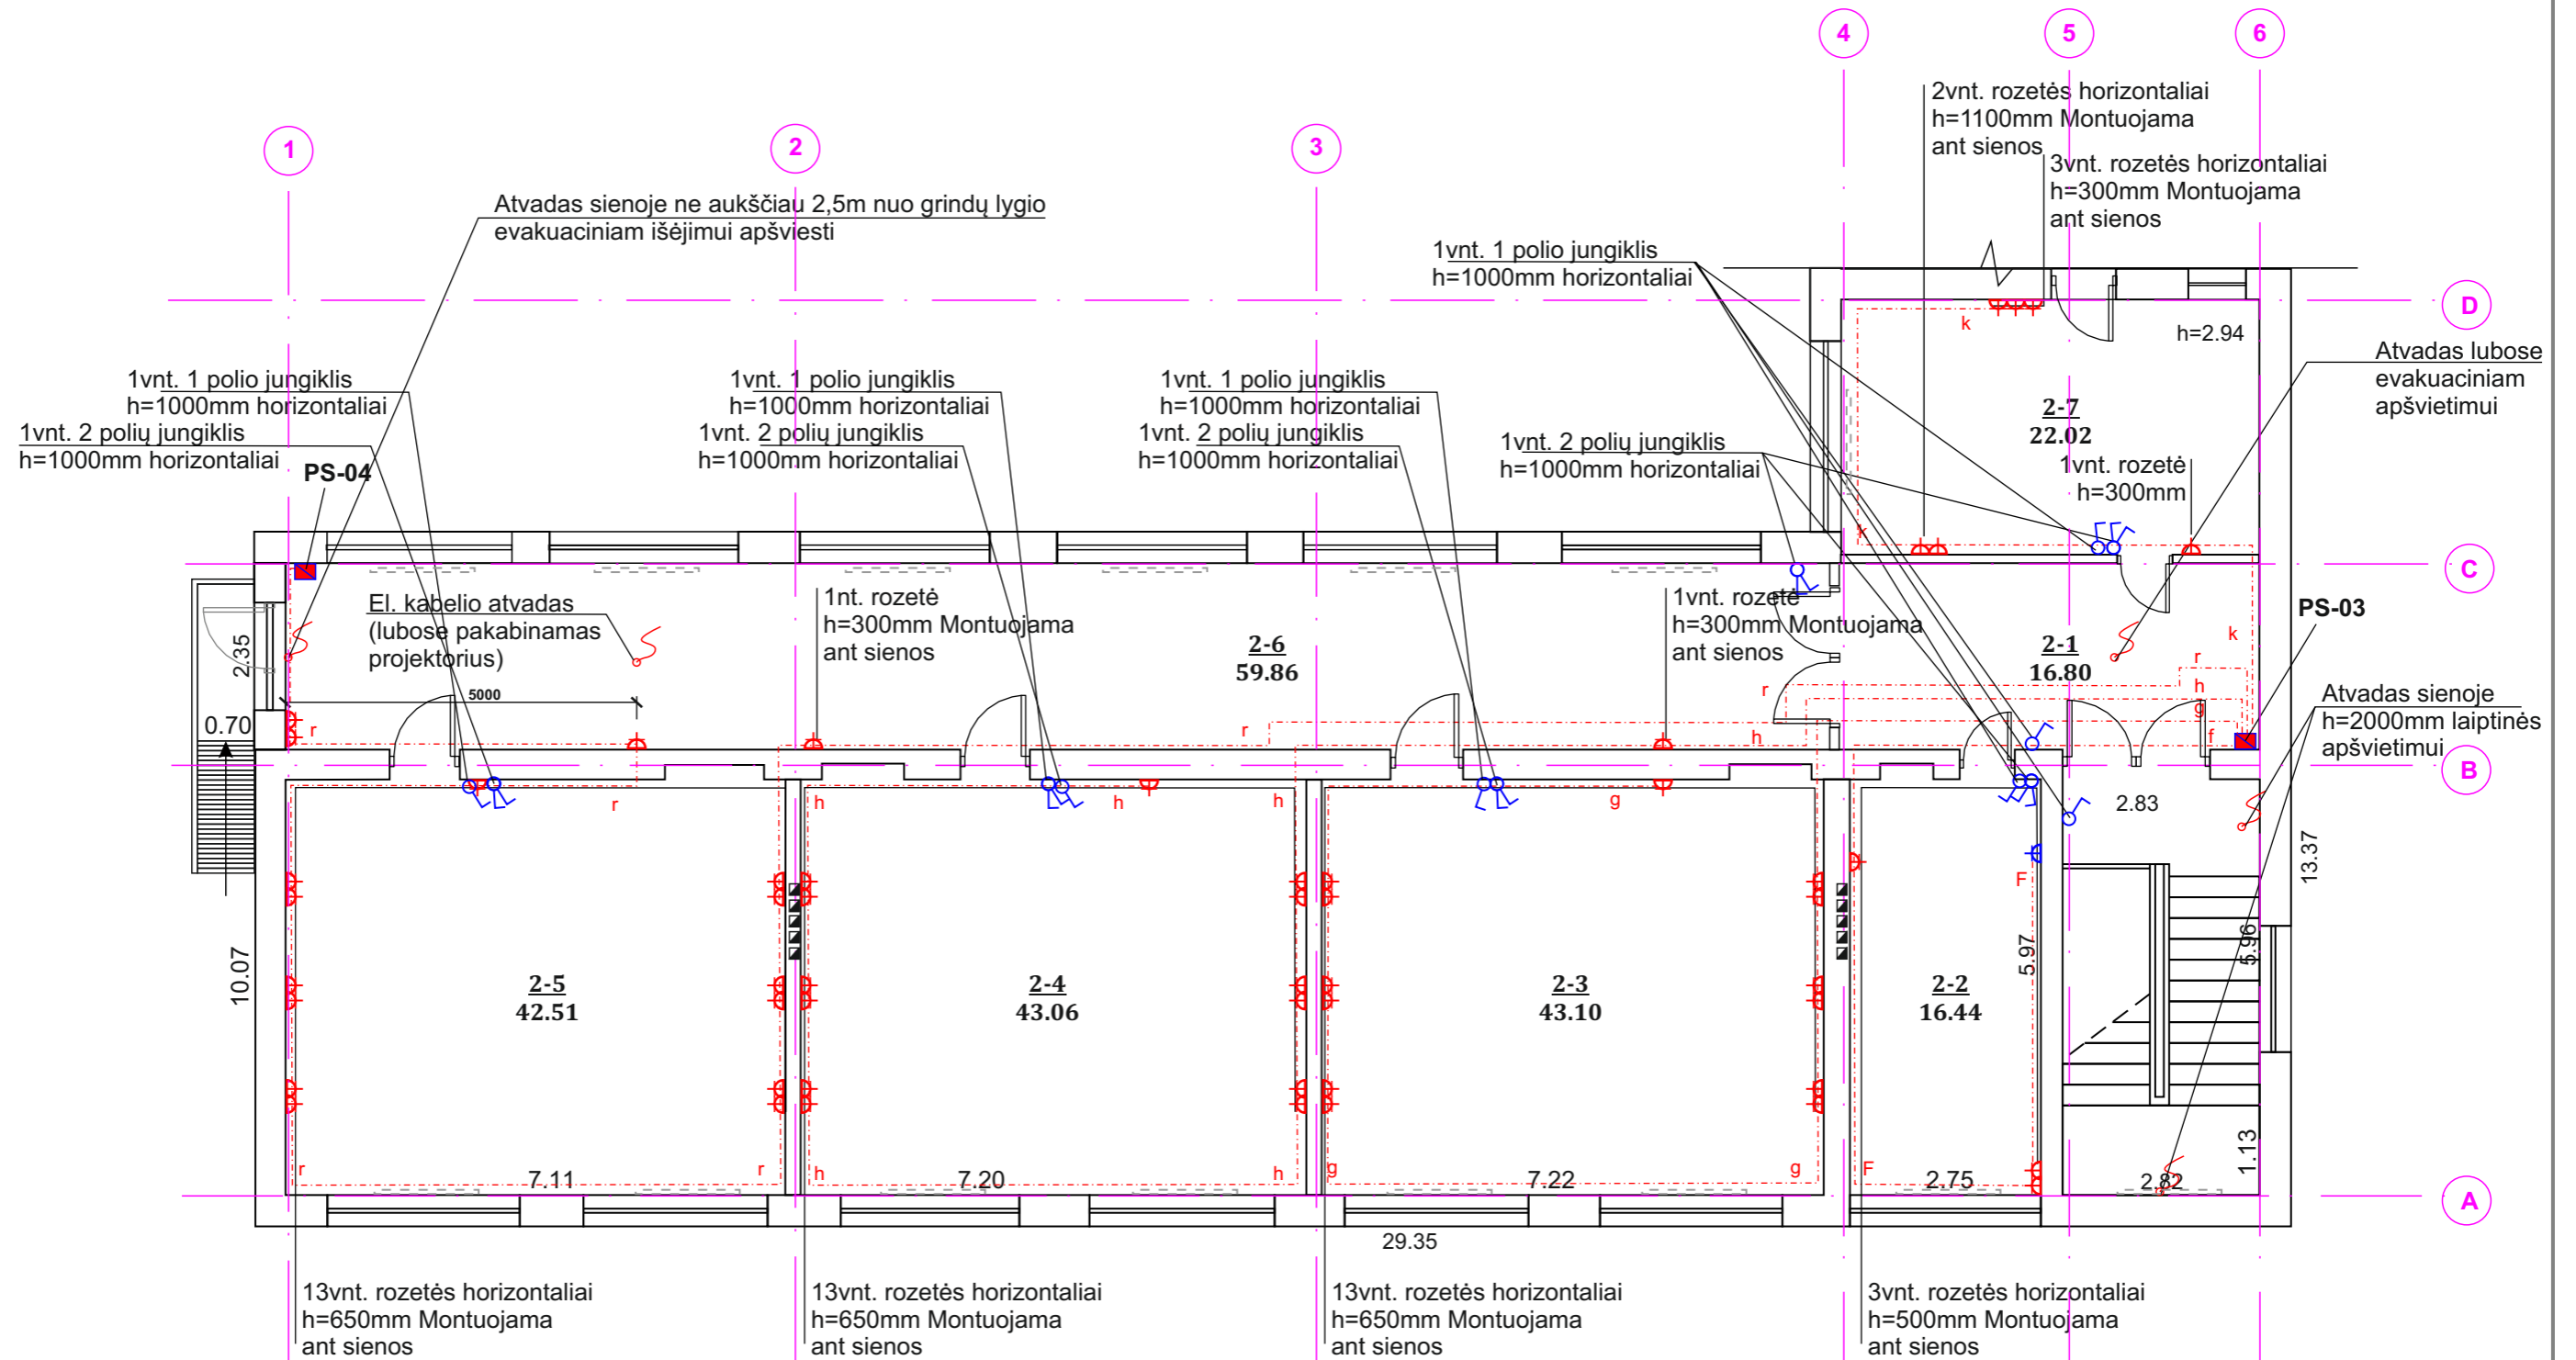 4
5
6
1
2
3
2vnt. rozetės horizontaliai
h=1100mm Montuojama
ant sienos
3vnt. rozetės horizontaliai
h=300mm Montuojama
ant sienos
Atvadas sienoje ne aukščiau 2,5m nuo grindų lygio
evakuaciniam išėjimui apšviesti
1vnt. 1 polio jungiklis
h=1000mm horizontaliai
D
k
h=2.94
Atvadas lubose
evakuaciniam
apšvietimui
1vnt. 1 polio jungiklis
h=1000mm horizontaliai
1vnt. 2 polių jungiklis
h=1000mm horizontaliai
PS-04
1vnt. 1 polio jungiklis
h=1000mm horizontaliai
1vnt. 2 polių jungiklis
h=1000mm horizontaliai
1vnt. 1 polio jungiklis
h=1000mm horizontaliai
1vnt. 2 polių jungiklis
h=1000mm horizontaliai
1vnt. 2 polių jungiklis
h=1000mm horizontaliai
2-7
22.02
1vnt. rozetė
h=300mm
k
C
El. kabelio atvadas
(lubose pakabinamas
projektorius)
1nt. rozetė
h=300mm Montuojama
ant sienos
2-6
59.86
1vnt. rozetė
h=300mm Montuojama
ant sienos
2-1
16.80
PS-03
k
r
h
g
f
r
h
r
r
2.35
5000
0.70
Atvadas sienoje
h=2000mm laiptinės
apšvietimui
B
r
h
h
h
g
2.83
F
13.37
10.07
5.97
5.96
2-5
42.51
2-4
43.06
2-3
43.10
2-2
16.44
1.13
r
7.11
r
h
7.20
h
g
7.22
g
F
2.75
2.82
A
29.35
13vnt. rozetės horizontaliai
h=650mm Montuojama
ant sienos
13vnt. rozetės horizontaliai
h=650mm Montuojama
ant sienos
13vnt. rozetės horizontaliai
h=650mm Montuojama
ant sienos
3vnt. rozetės horizontaliai
h=500mm Montuojama
ant sienos